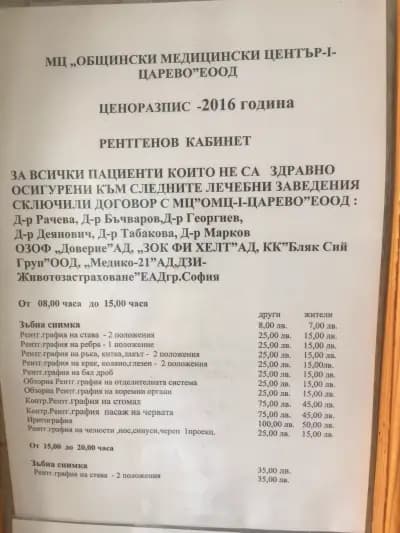 МЦ „ОБЩИНСКИ МЕДИЦИНСКИ ЦЕНТЪР-I-
ЦАРЕВО"ЕООД
ЦЕНОРАЗПИС -2016 година
РЕНТГЕНОВ КАБИНЕТ
ЗА ВСИЧКИ ПАЦИЕНТИ КОИТО НЕ СА ЗДРАВНО
ОСИГУРЕНИ КЪМ СЛЕДНИТЕ ЛЕЧЕБНИ ЗАВЕДЕНИЯ
СКЛЮЧИЛИ ДОГОВОР С МЦ"ОМЦ-I-ЦАРЕВО"ЕООД :
Д-р Рачева, Д-р Бъчваров,Д-р Георгиев,
Д-р Деянович, Д-р Табакова, Д-р Марков
ОЗОФ „Доверие"АД, „ЗОК ФИ ХЕЛТ"АД, КК"Бляк Сий
Груп"ООД, „Медико-21"АД,ДЗИ-
Животозастраховане"ЕАДгр.София
От 08,00 часа до 15,00 часа
други жители
Зъбна снимка 8,00 лв. 7,00 лв.
Рент.графия на става - 2 положения 25,00 лв. 15,00 лв.
Рент.графия на ребра - 1 положение 25,00 лв. 15,00 лв.
Рент.графия на ръка, китка,лакът - 2 положения 25,00 лв. 15,00 лв.
Рент.графия на крак, коляно,глезен - 2 положения 25,00 лв. 15,00лв.
Рент.графия на бял дроб 25,00 лв. 15,00 лв.
Обзорна Рент.графия на отделителната система 25,00 лв. 15,00 лв.
Обзорна Рент.графия на коремни органи 25,00 лв. 15,00 лв.
Контр.Рент.графия на стомах 75,00 лв. 45,00 лв.
Контр.Рент.графия пасаж на червата 75,00 лв. 45,00 лв.
Иригография 100,00 лв. 50,00 лв.
Рент.графия на челюсти ,нос,синуси,череп 1проекц. 25,00 лв. 15,00 лв.
От 15,00 до 20,00 часа
Зъбна снимка 35,00 лв.
Рент.графия на става - 2 положения 35,00 лв.